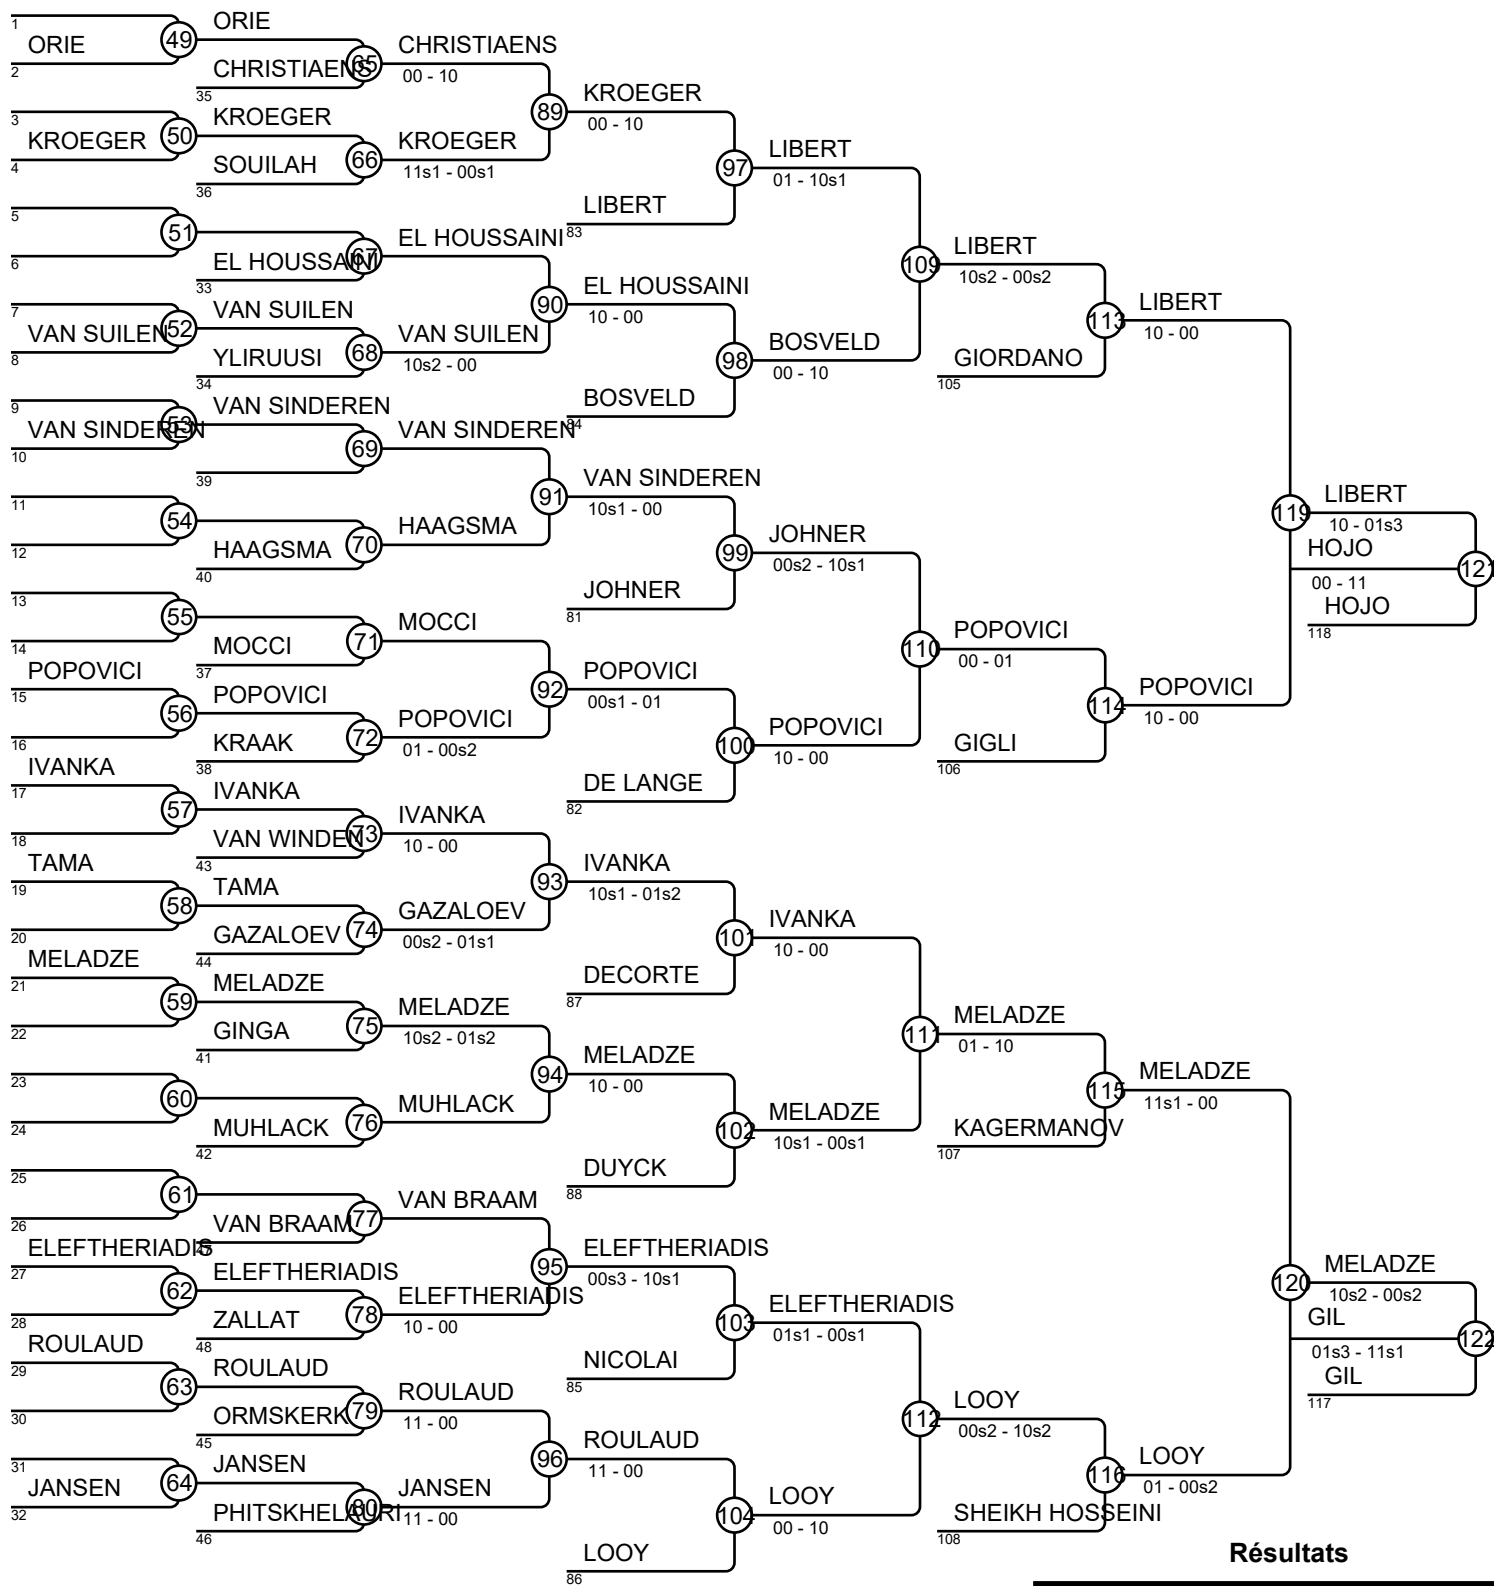 1
ORIE
49
ORIE
2
CHRISTIAENS
65
CHRISTIAENS
00 - 10
35
3
KROEGER
50
KROEGER
4
SOUILAH
66
KROEGER
11s1 - 00s1
36
89
KROEGER
00 - 10
5
51
6
EL HOUSSAINI
67
EL HOUSSAINI
33
7
VAN SUILEN
52
VAN SUILEN
8
YLIRUUSI
68
VAN SUILEN
10s2 - 00
34
90
EL HOUSSAINI
10 - 00
LIBERT
83
97
LIBERT
01 - 10s1
BOSVELD
84
98
BOSVELD
00 - 10
109
LIBERT
10s2 - 00s2
GIORDANO
105
113
LIBERT
10 - 00
9
VAN SINDEREN
53
VAN SINDEREN
10
69
VAN SINDEREN
39
11
54
12
HAAGSMA
70
HAAGSMA
40
91
VAN SINDEREN
10s1 - 00
JOHNER
81
99
JOHNER
00s2 - 10s1
13
55
14
MOCCI
71
MOCCI
37
POPOVICI
15
56
POPOVICI
16
KRAAK
72
POPOVICI
01 - 00s2
38
92
POPOVICI
00s1 - 01
DE LANGE
82
100
POPOVICI
10 - 00
110
POPOVICI
00 - 01
GIGLI
106
114
POPOVICI
10 - 00
119
LIBERT
10 - 01s3
HOJO
00 - 11
HOJO
118
121
IVANKA
17
57
IVANKA
18
VAN WINDEN
73
IVANKA
10 - 00
43
TAMA
19
58
TAMA
20
GAZALOEV
74
GAZALOEV
00s2 - 01s1
44
93
IVANKA
10s1 - 01s2
DECORTE
87
101
IVANKA
10 - 00
MELADZE
21
59
MELADZE
22
GINGA
75
MELADZE
10s2 - 01s2
41
23
60
24
MUHLACK
76
MUHLACK
42
94
MELADZE
10 - 00
DUYCK
88
102
MELADZE
10s1 - 00s1
111
MELADZE
01 - 10
KAGERMANOV
107
115
MELADZE
11s1 - 00
25
61
26
VAN BRAAM
77
VAN BRAAM
47
ELEFTHERIADIS
27
62
ELEFTHERIADIS
28
ZALLAT
78
ELEFTHERIADIS
10 - 00
48
95
ELEFTHERIADIS
00s3 - 10s1
NICOLAI
85
103
ELEFTHERIADIS
01s1 - 00s1
ROULAUD
29
63
ROULAUD
30
ORMSKERK
79
ROULAUD
11 - 00
45
31
JANSEN
64
JANSEN
32
PHITSKHELAURI
80
JANSEN
11 - 00
46
96
ROULAUD
11 - 00
LOOY
86
104
LOOY
00 - 10
112
LOOY
00s2 - 10s2
SHEIKH HOSSEINI
108
116
LOOY
01 - 00s2
120
MELADZE
10s2 - 00s2
GIL
01s3 - 11s1
GIL
117
122
Résultats